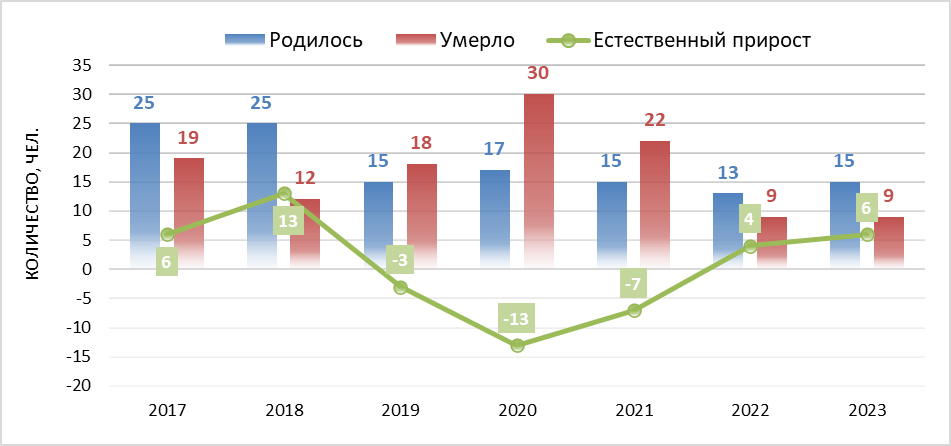 Родилось Умерло Естественный прирост
КОЛИЧЕСТВО, ЧЕЛ.
35
30
25
20
15
10
5
0
-5
-10
-15
-20
25 19 6
25 12 13
15 18 -3
17 30 -13
15 22 -7
13 9 4
15 9 6
2017 2018 2019 2020 2021 2022 2023